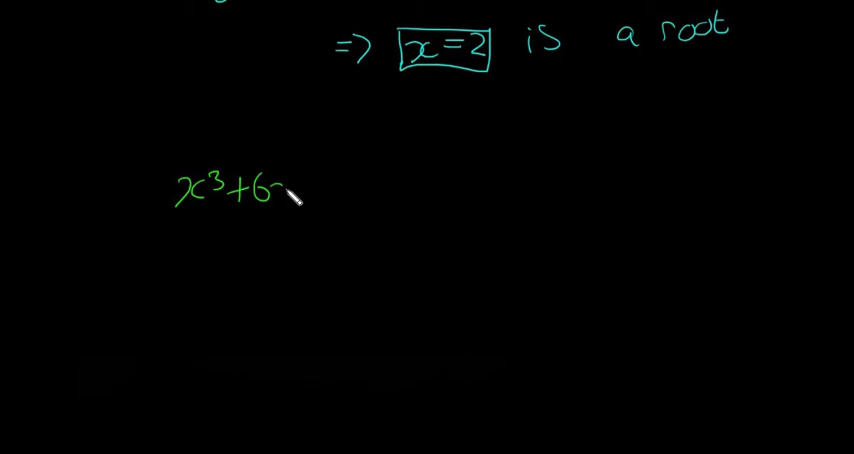 => x=2 is a root
x³+6